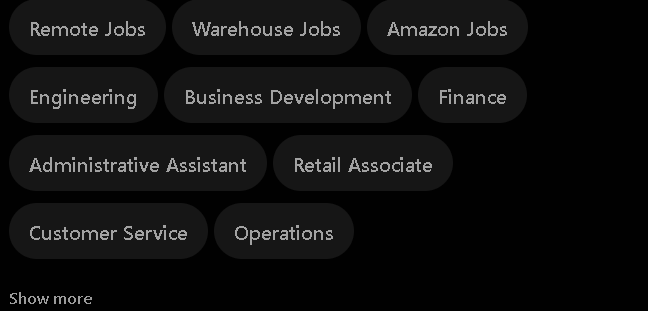 Remote Jobs Warehouse Jobs Amazon Jobs
Engineering Business Development Finance
Administrative Assistant Retail Associate
Customer Service Operations
Show more